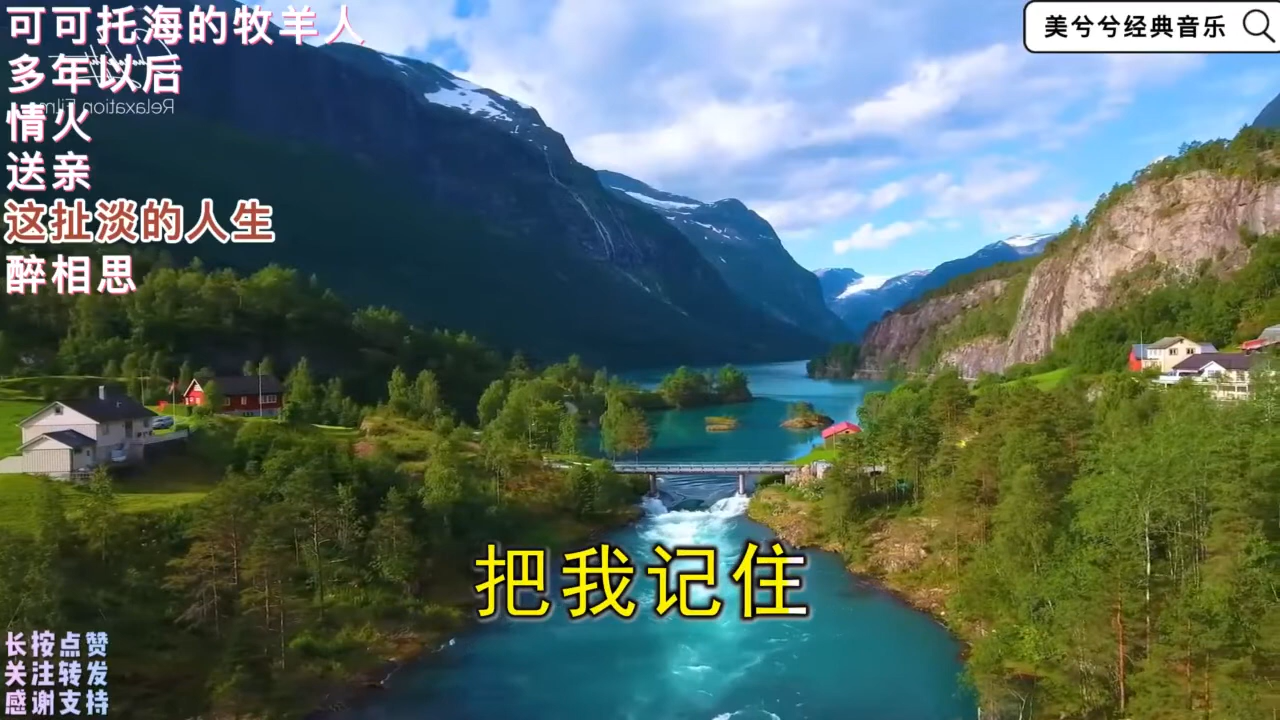 可可托海的牧羊人
美兮兮经典音乐
多年以后
Relaxation Film
情火
送亲
这扯淡的人生
醉相思
把我记住
长按点赞
关注转发
感谢支持